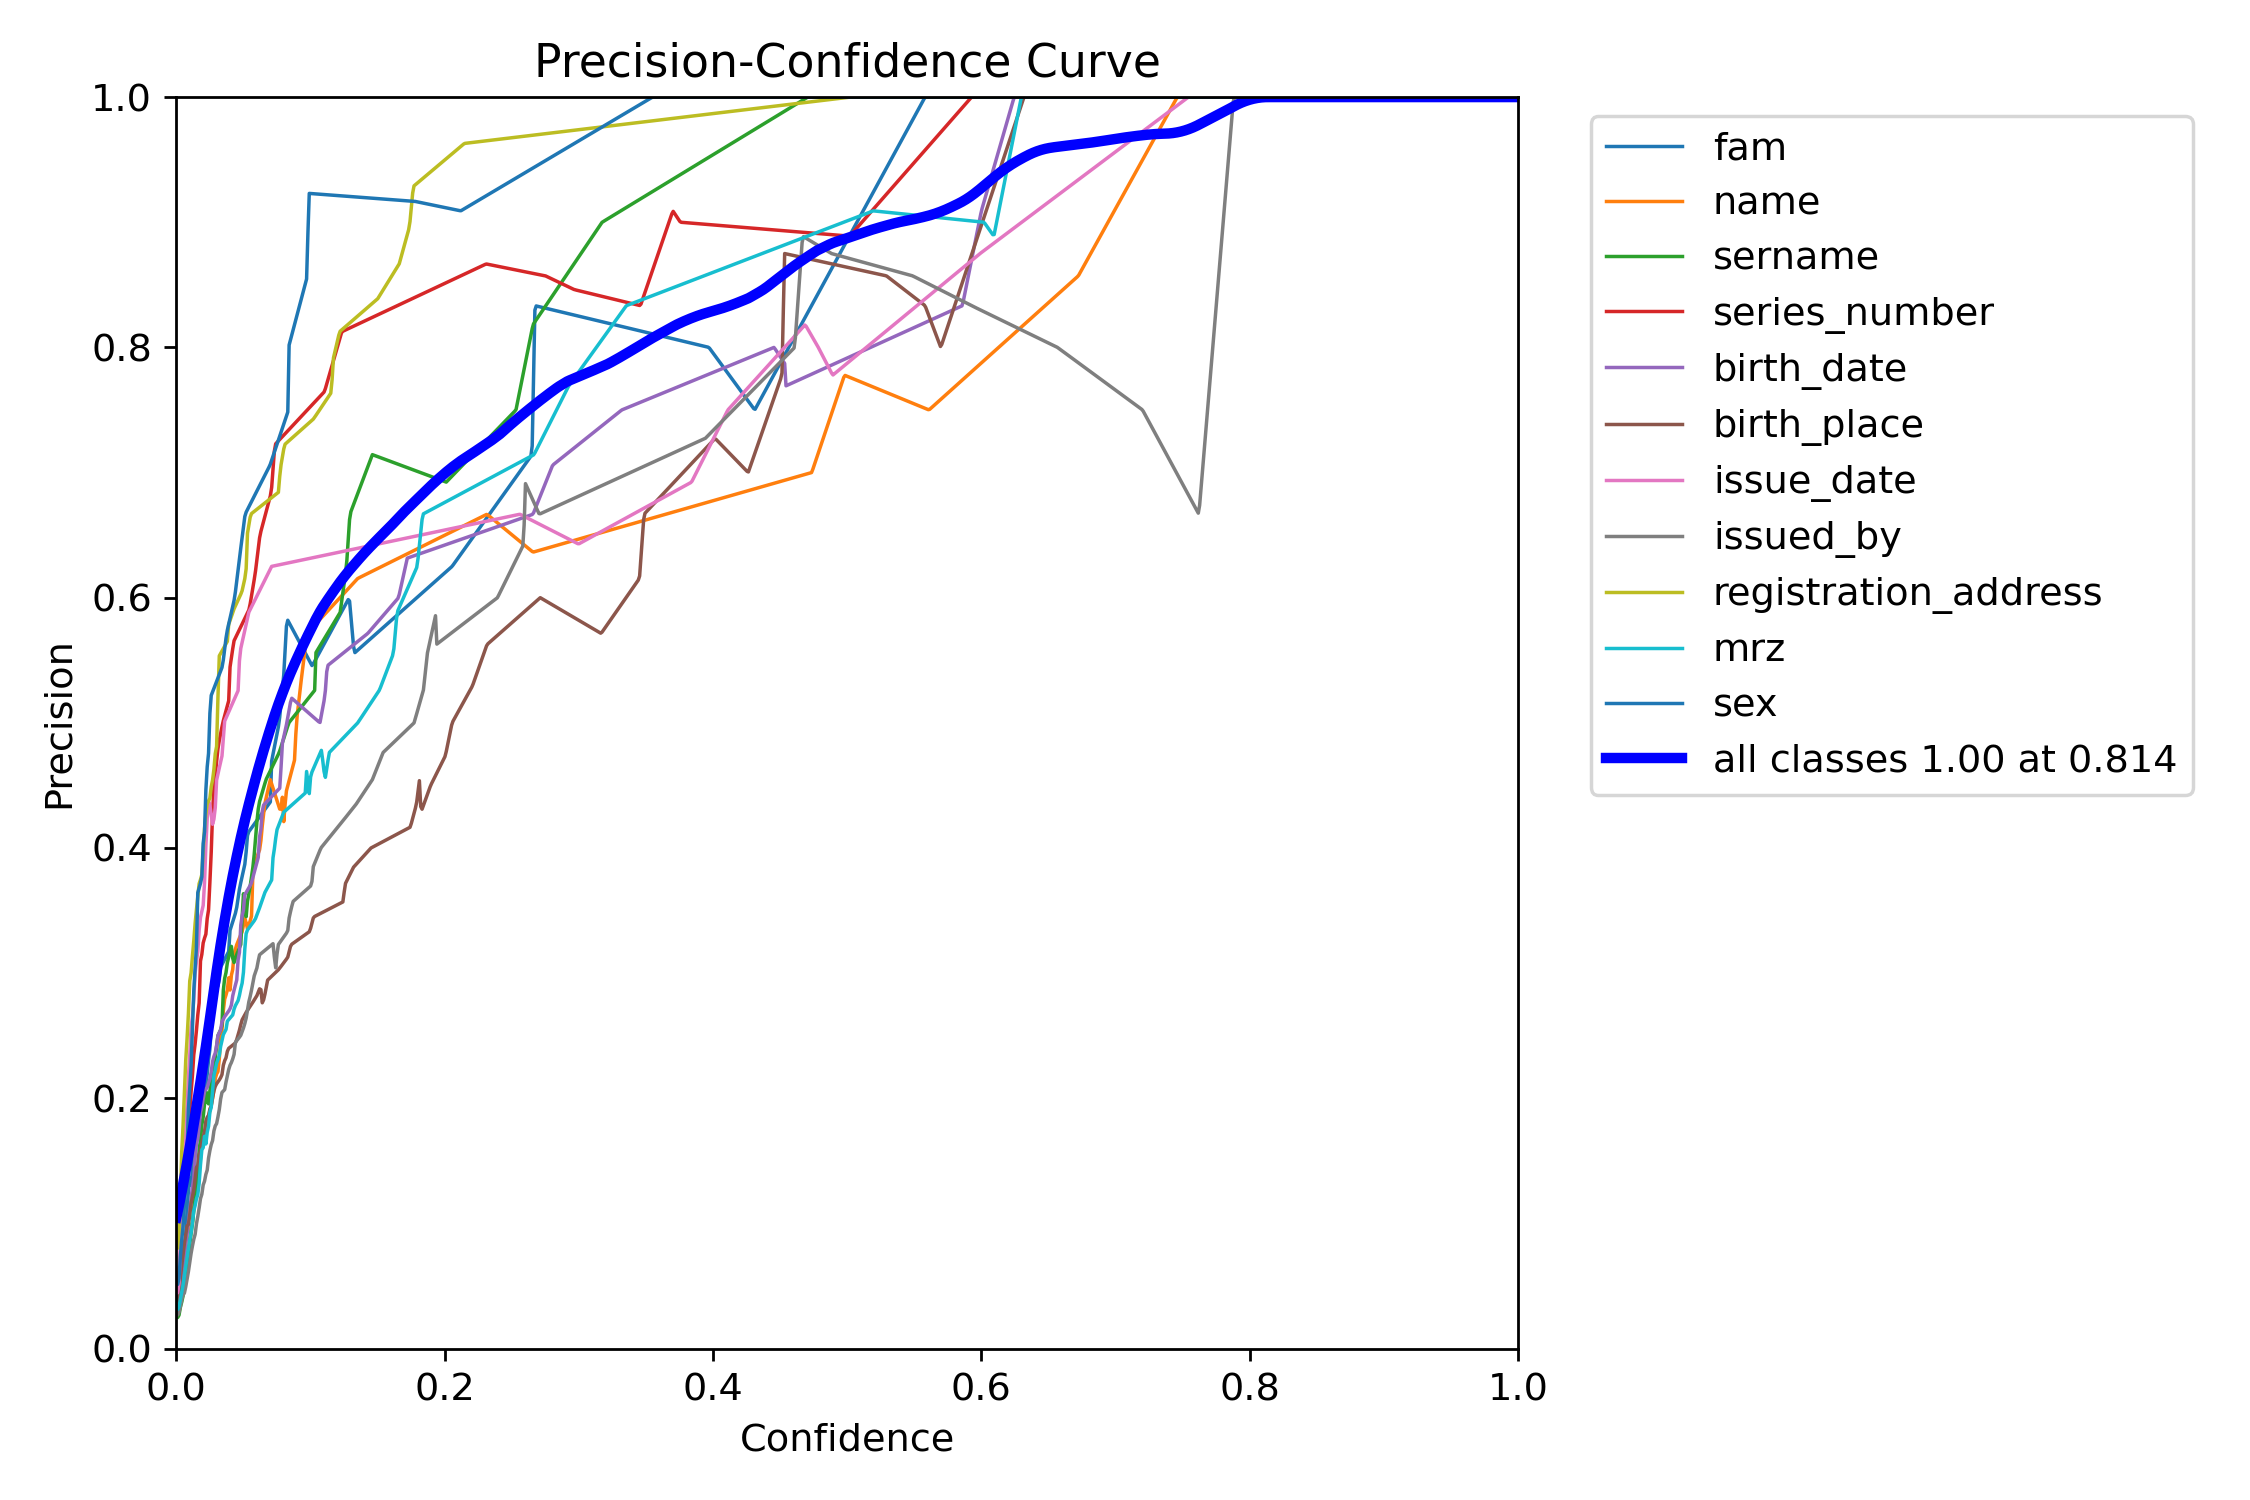 Precision-Confidence Curve
1.0
0.8
0.6
0.4
0.2
0.0
Precision
0.0 0.2 0.4 0.6 0.8 1.0
Confidence
fam
name
sername
series_number
birth_date
birth_place
issue_date
issued_by
registration_address
mrz
sex
all classes 1.00 at 0.814